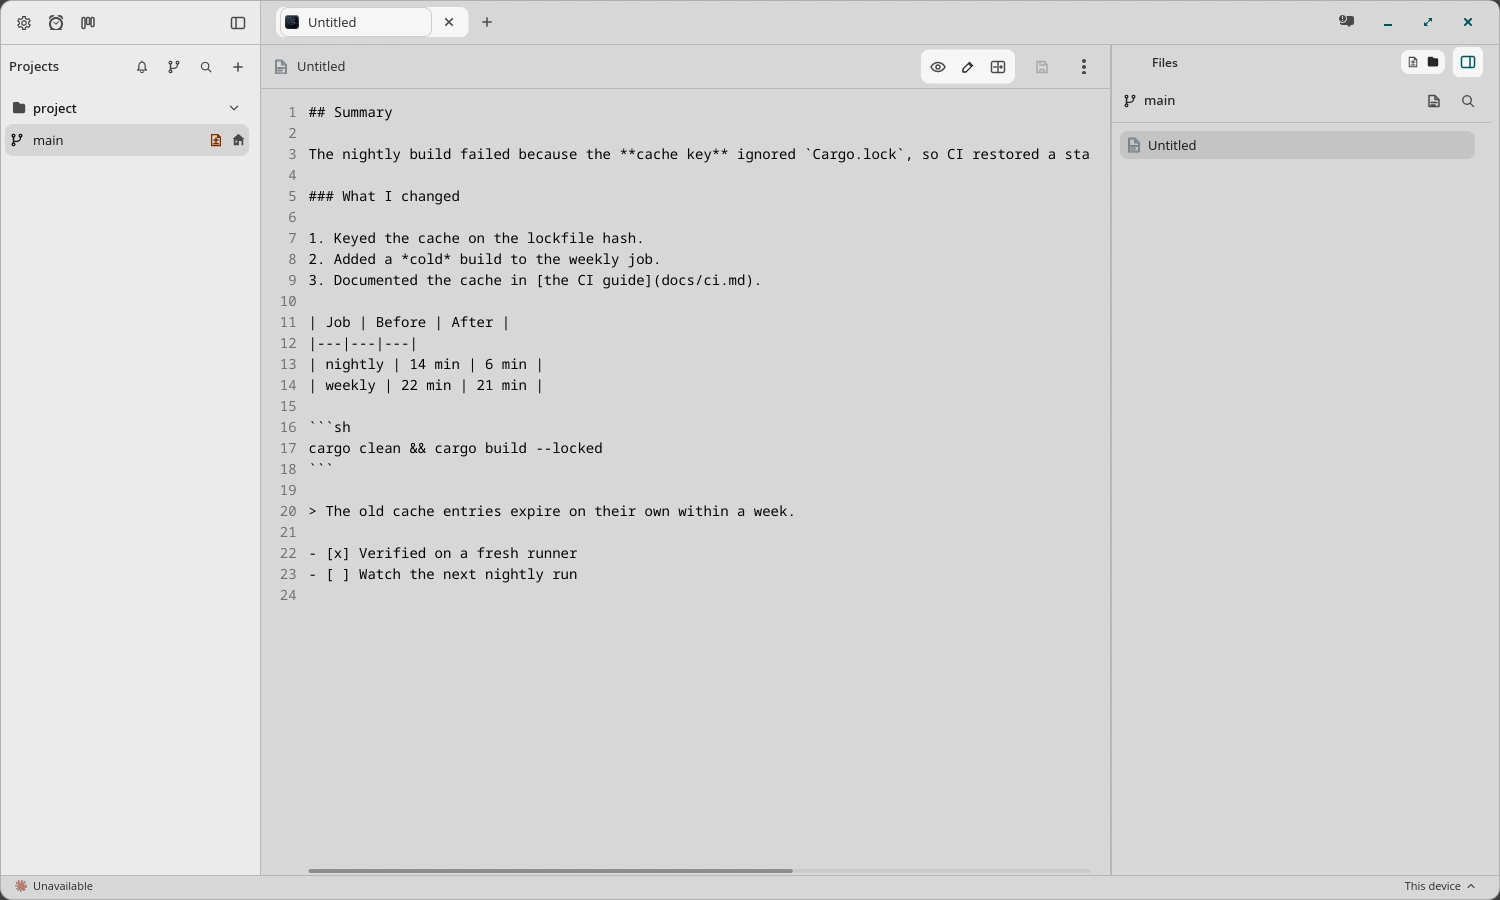 Untitled
Projects
Untitled
Files
project
main
main
Untitled
1 ## Summary
2
3 The nightly build failed because the **cache key** ignored `Cargo.lock`, so CI restored a sta
4
5 ### What I changed
6
7 1. Keyed the cache on the lockfile hash.
8 2. Added a *cold* build to the weekly job.
9 3. Documented the cache in [the CI guide](docs/ci.md).
10
11 | Job | Before | After |
12 |---|---|---|
13 | nightly | 14 min | 6 min |
14 | weekly | 22 min | 21 min |
15
16 ```sh
17 cargo clean && cargo build --locked
18 ```
19
20 > The old cache entries expire on their own within a week.
21
22 - [x] Verified on a fresh runner
23 - [ ] Watch the next nightly run
24
Unavailable
This device